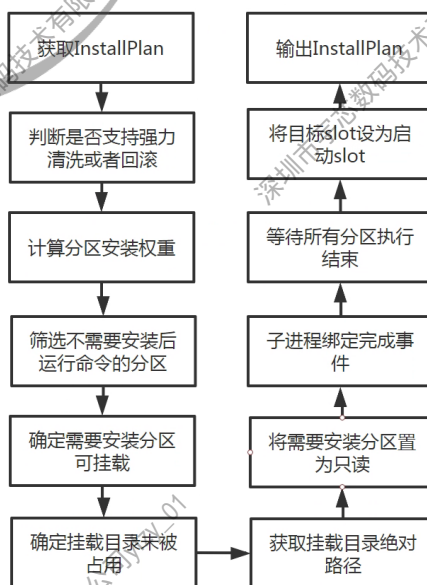 获取InstallPlan
判断是否支持强力
清洗或者回滚
计算分区安装权重
筛选不需要安装后
运行命令的分区
确定需要安装分区
可挂载
确定挂载目录未被
占用
获取挂载目录绝对
路径
将需要安装分区置
为只读
子进程绑定完成事
件
等待所有分区执行
结束
将目标slot设为启
动slot
输出InstallPlan